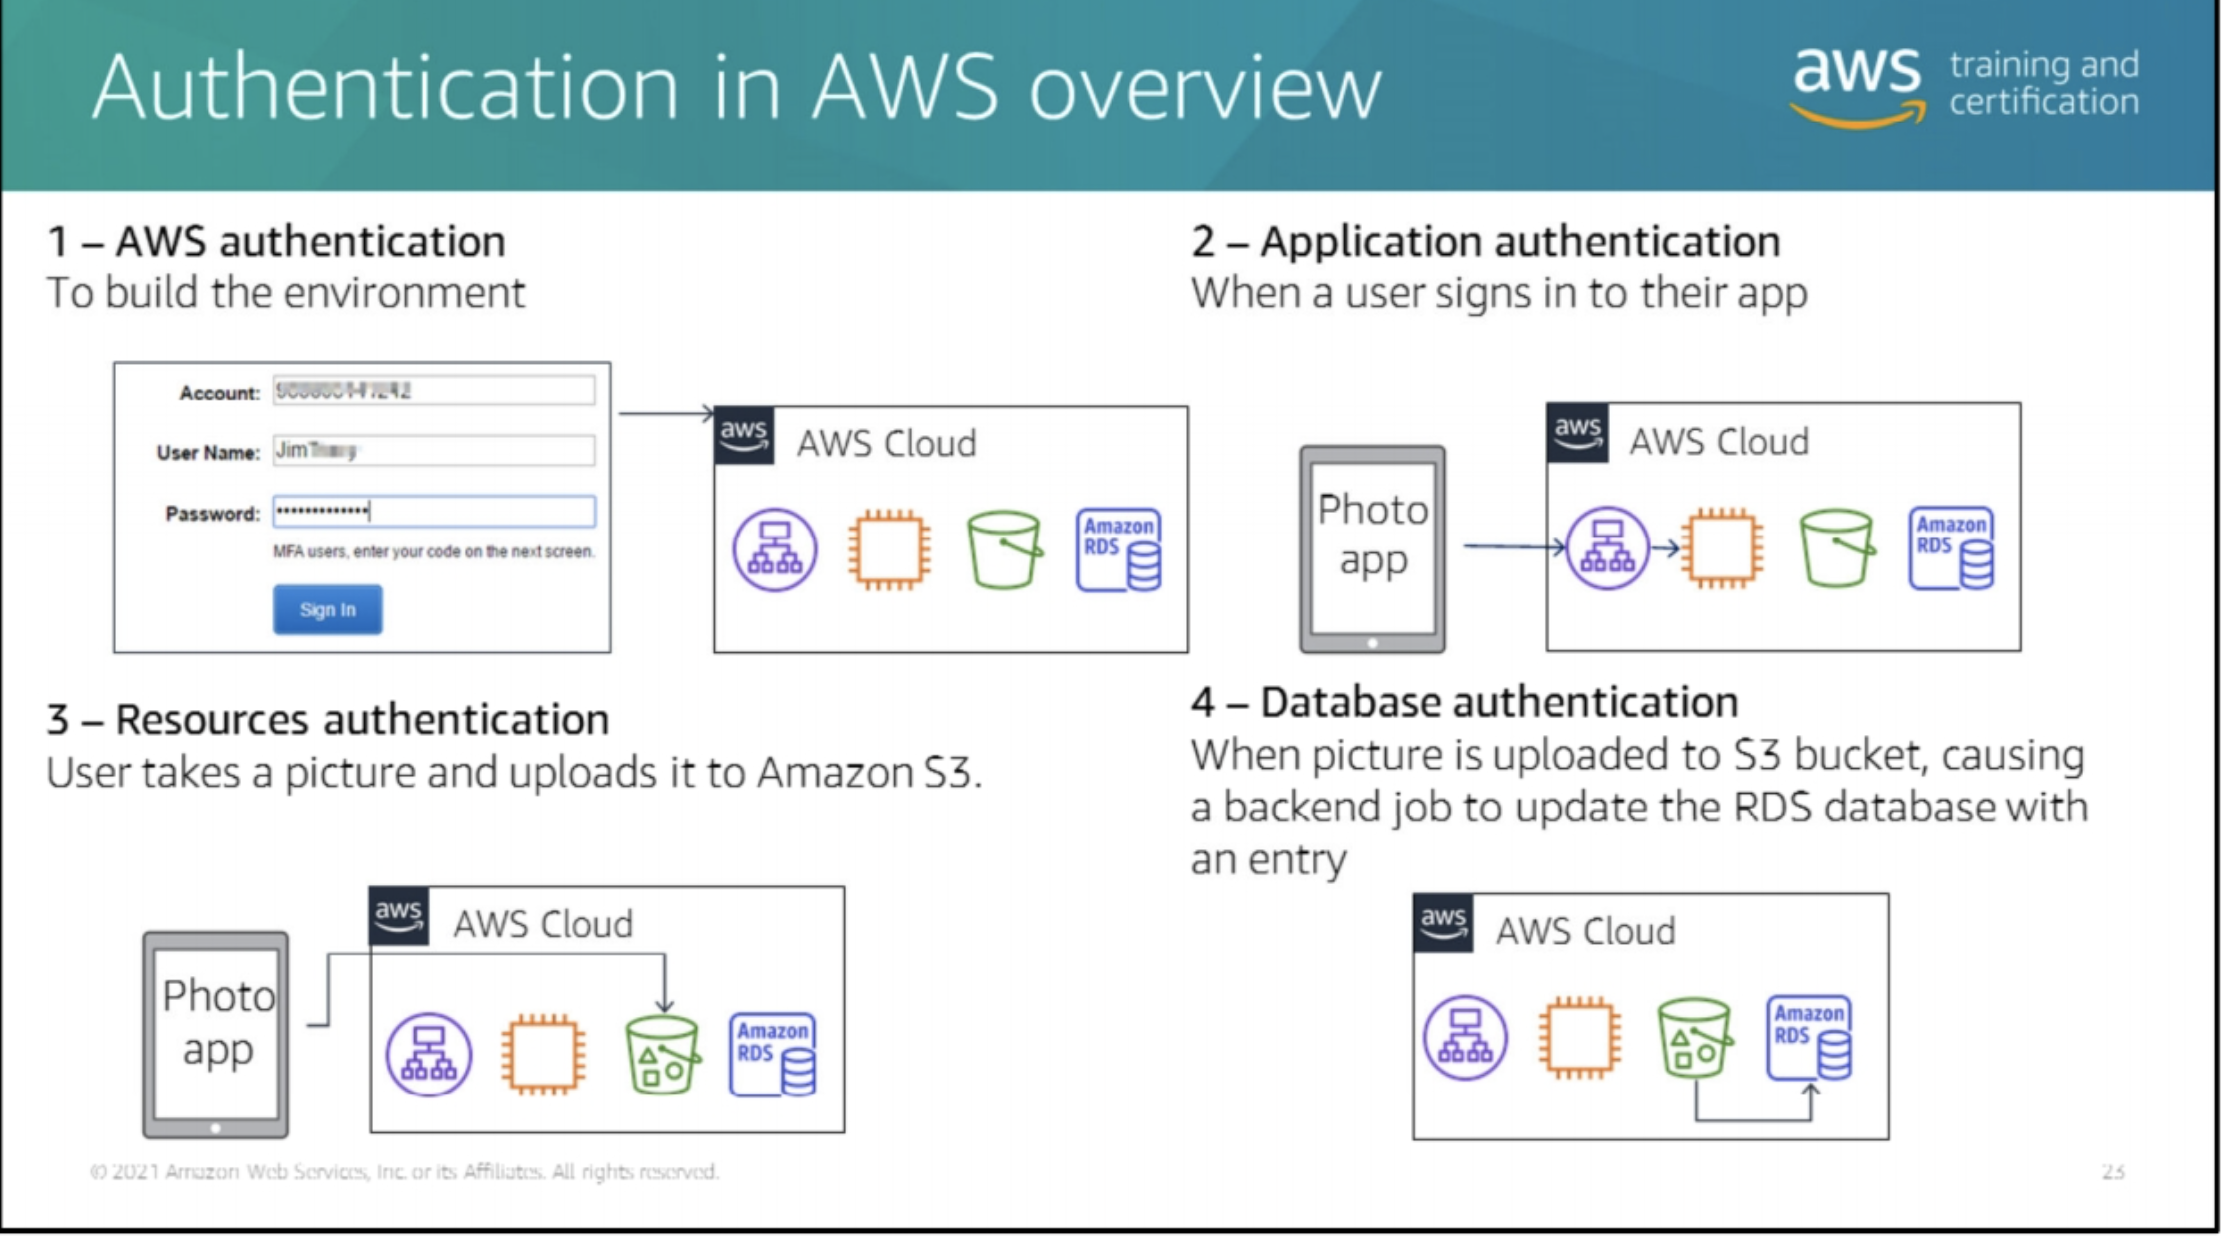 Authentication in AWS overview
aws training and
certification
1 – AWS authentication
To build the environment
Account:
User Name: Jim
Password: •••••••••••••
MFA users, enter your code on the next screen.
Sign In
aws
AWS Cloud
Amazon
RDS
2 – Application authentication
When a user signs in to their app
Photo
app
aws
AWS Cloud
Amazon
RDS
3 – Resources authentication
User takes a picture and uploads it to Amazon S3.
Photo
app
aws
AWS Cloud
Amazon
RDS
4 – Database authentication
When picture is uploaded to S3 bucket, causing
a backend job to update the RDS database with
an entry
aws
AWS Cloud
Amazon
RDS
© 2021 Amazon Web Services, Inc. or its Affiliates. All rights reserved.
23